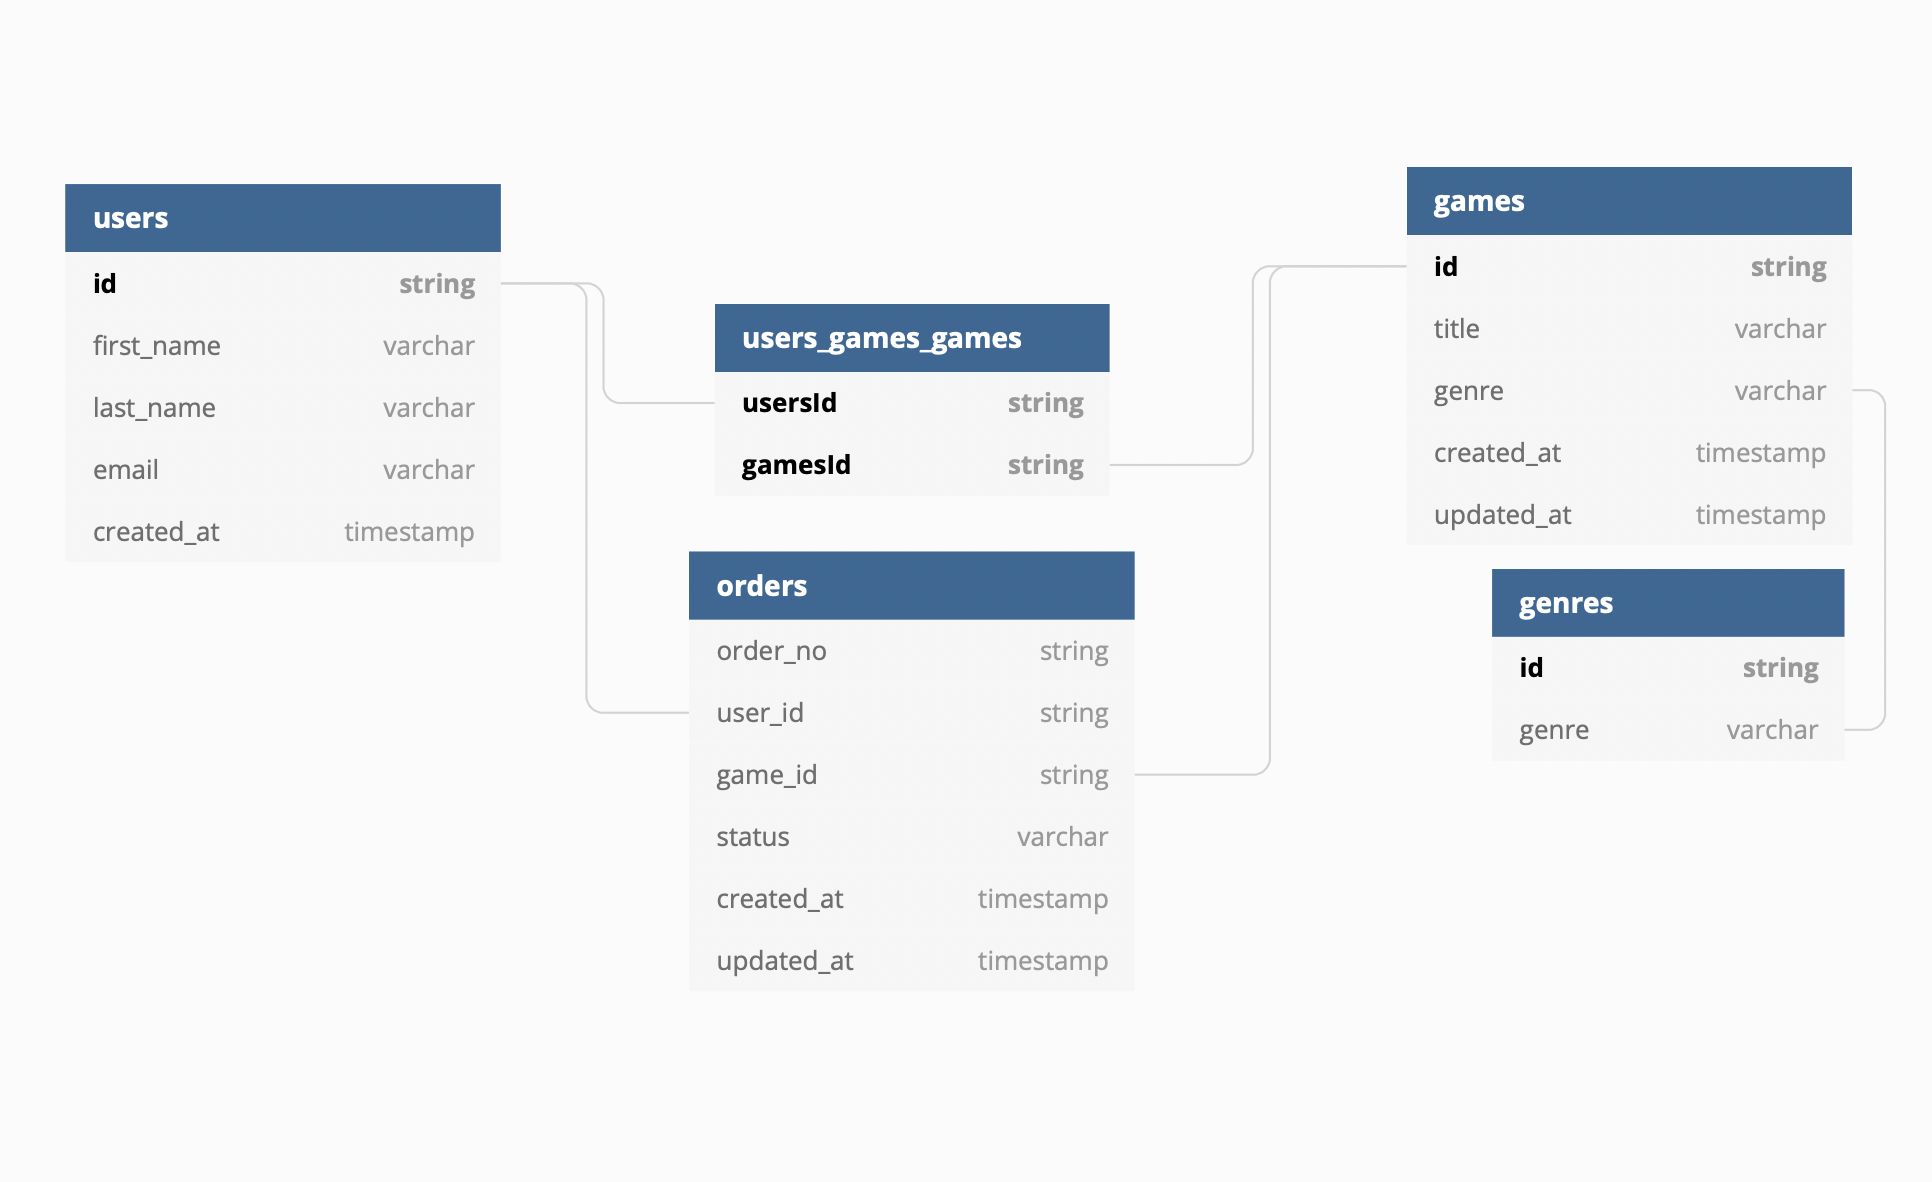 users
id string
first_name varchar
last_name varchar
email varchar
created_at timestamp
users_games_games
usersId string
gamesId string
orders
order_no string
user_id string
game_id string
status varchar
created_at timestamp
updated_at timestamp
games
id string
title varchar
genre varchar
created_at timestamp
updated_at timestamp
genres
id string
genre varchar